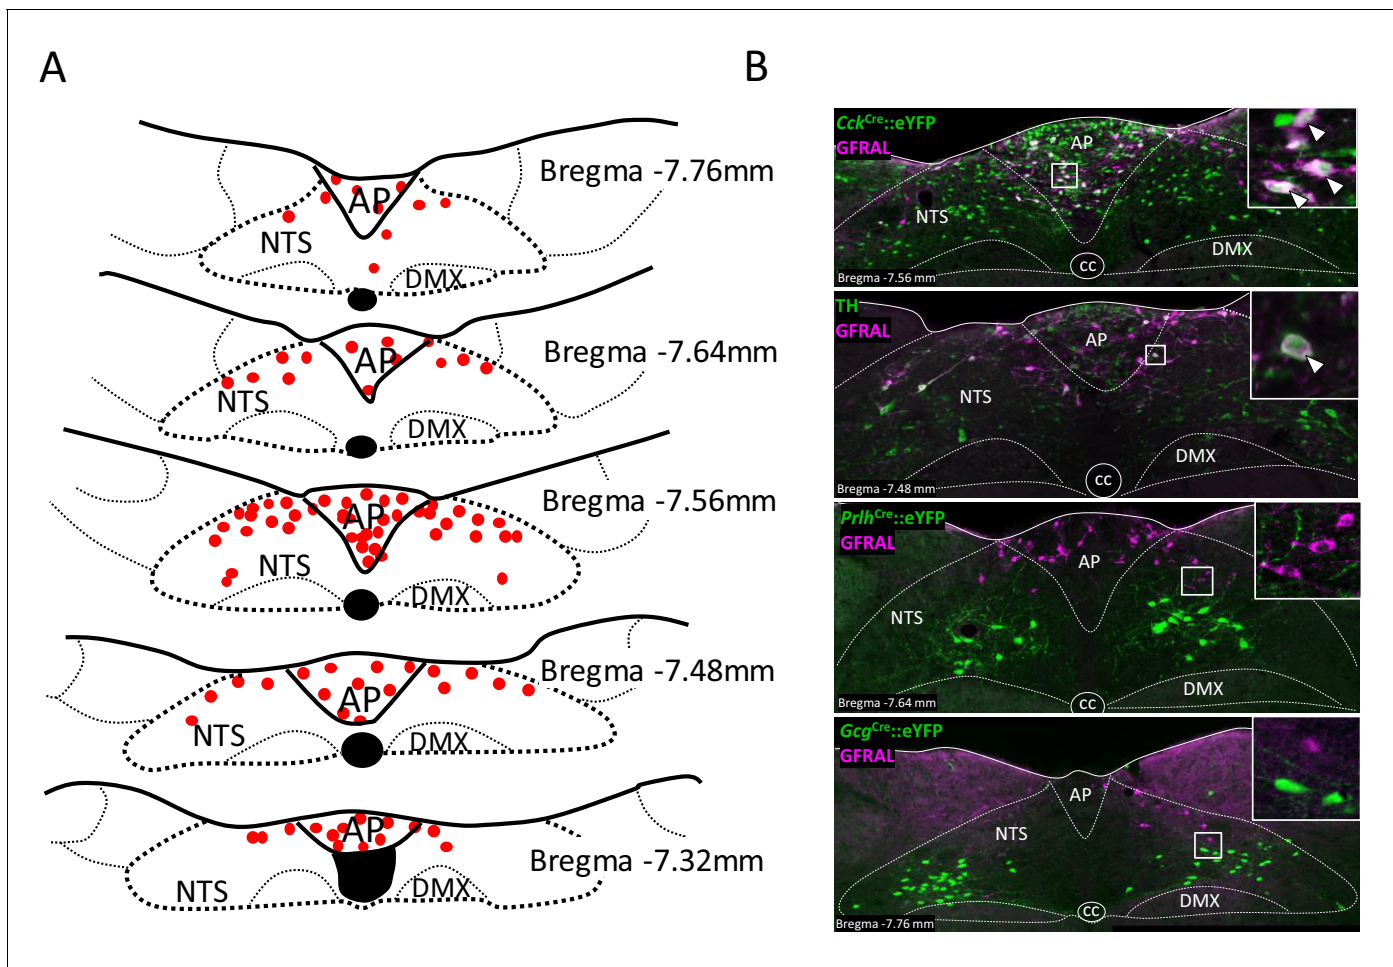 A
Bregma -7.76mm
AP
NTS
DMX
Bregma -7.64mm
AP
NTS
DMX
Bregma -7.56mm
AP
NTS
DMX
Bregma -7.48mm
AP
NTS
DMX
Bregma -7.32mm
AP
NTS
DMX
B
CckCre::eYFP
GFRAL
AP
NTS
DMX
cc
Bregma -7.56 mm
TH
GFRAL
AP
NTS
DMX
cc
Bregma -7.48 mm
PrlhCre::eYFP
GFRAL
AP
NTS
DMX
cc
Bregma -7.64 mm
GcgCre::eYFP
GFRAL
AP
NTS
DMX
cc
Bregma -7.76 mm